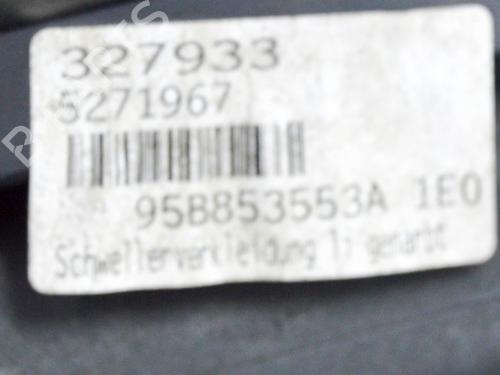 327933
5271967
95B853553A 1E0
Schwellerverkleidung li genarbt